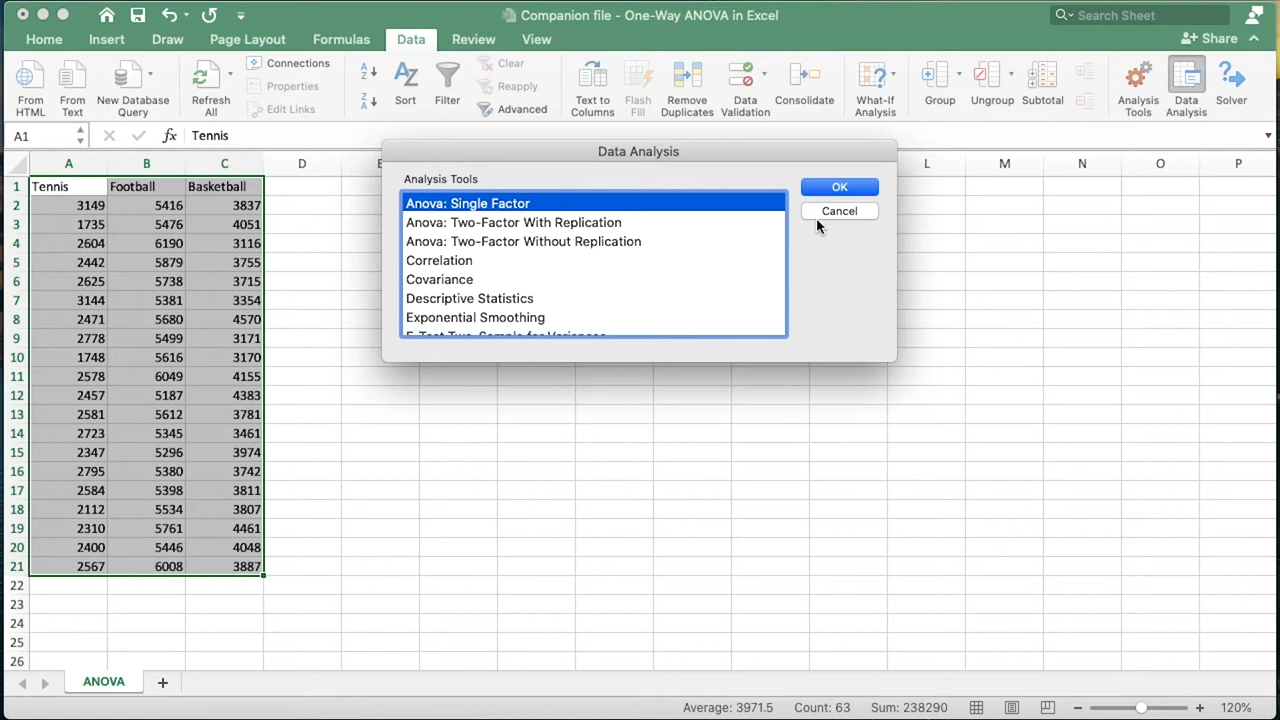 Companion file - One-Way ANOVA in Excel
Search Sheet
Home Insert Draw Page Layout Formulas Data Review View
Share
From HTML
From Text
New Database Query
Refresh All
Connections
Properties
Edit Links
Sort
Filter
Clear
Reapply
Advanced
Text to Columns
Flash Fill
Remove Duplicates
Data Validation
Consolidate
What-If Analysis
Group
Ungroup
Subtotal
Analysis Tools
Data Analysis
Solver
A1 fx Tennis
A B C D E L M N O P
Data Analysis
Analysis Tools
Anova: Single Factor
Anova: Two-Factor With Replication
Anova: Two-Factor Without Replication
Correlation
Covariance
Descriptive Statistics
Exponential Smoothing
F-Test Two-Sample for Variances
OK
Cancel
1 Tennis Football Basketball
2 3149 5416 3837
3 1735 5476 4051
4 2604 6190 3116
5 2442 5879 3755
6 2625 5738 3715
7 3144 5381 3354
8 2471 5680 4570
9 2778 5499 3171
10 1748 5616 3170
11 2578 6049 4155
12 2457 5187 4383
13 2581 5612 3781
14 2723 5345 3461
15 2347 5296 3974
16 2795 5380 3742
17 2584 5398 3811
18 2112 5534 3807
19 2310 5761 4461
20 2400 5446 4048
21 2567 6008 3887
22
23
24
25
26
ANOVA
Average: 3971.5 Count: 63 Sum: 238290 120%